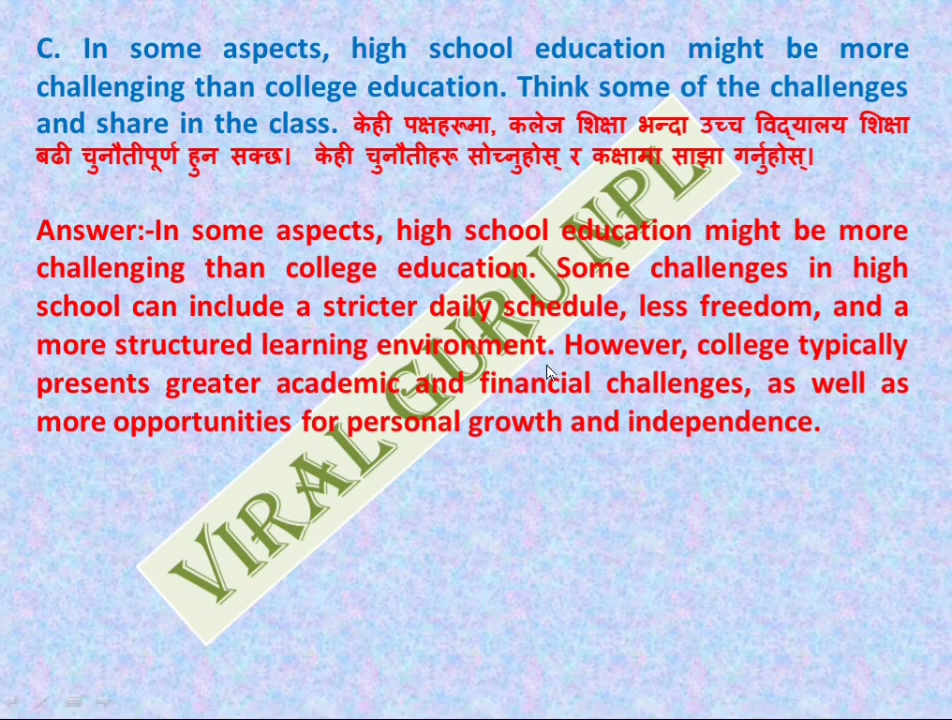 C. In some aspects, high school education might be more
challenging than college education. Think some of the challenges
and share in the class. केही पक्षहरूमा, कलेज शिक्षा भन्दा उच्च विद्यालय शिक्षा
बढी चुनौतीपूर्ण हुन सक्छ। केही चुनौतीहरू सोच्नुहोस् र कक्षामा साझा गर्नुहोस्।
Answer:-In some aspects, high school education might be more
challenging than college education. Some challenges in high
school can include a stricter daily schedule, less freedom, and a
more structured learning environment. However, college typically
presents greater academic and financial challenges, as well as
more opportunities for personal growth and independence.
VIRAL GURU NPL